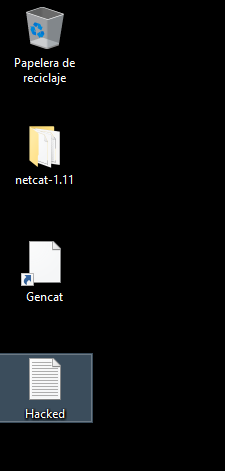 Papelera de
reciclaje
netcat-1.11
Gencat
Hacked